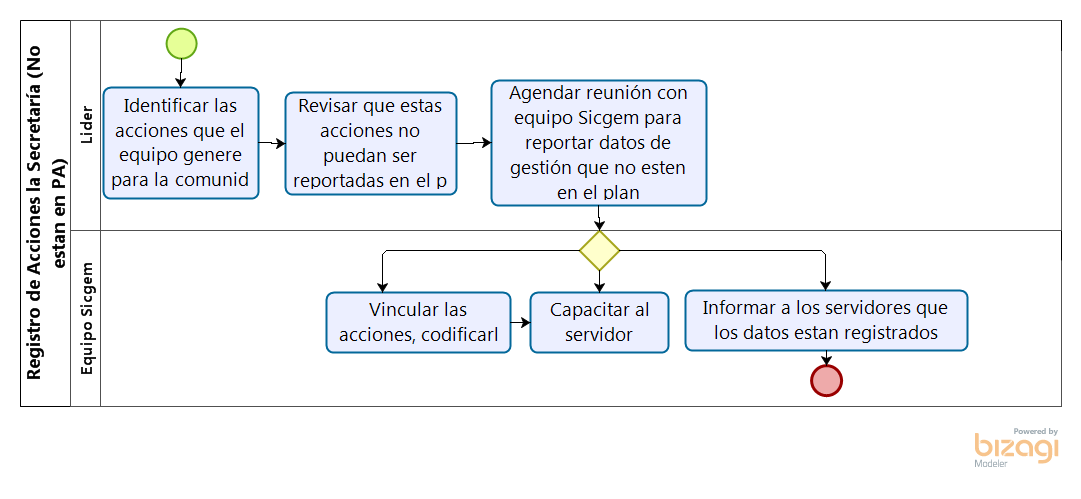 Registro de Acciones la Secretaría (No
estan en PA)
Lider
Identificar las
acciones que el
equipo genere
para la comunid
Revisar que estas
acciones no
puedan ser
reportadas en el p
Agendar reunión con
equipo Sicgem para
reportar datos de
gestión que no esten
en el plan
Equipo Sicgem
Vincular las
acciones, codificarl
Capacitar al
servidor
Informar a los servidores que
los datos estan registrados
Powered by
bizagi
Modeler